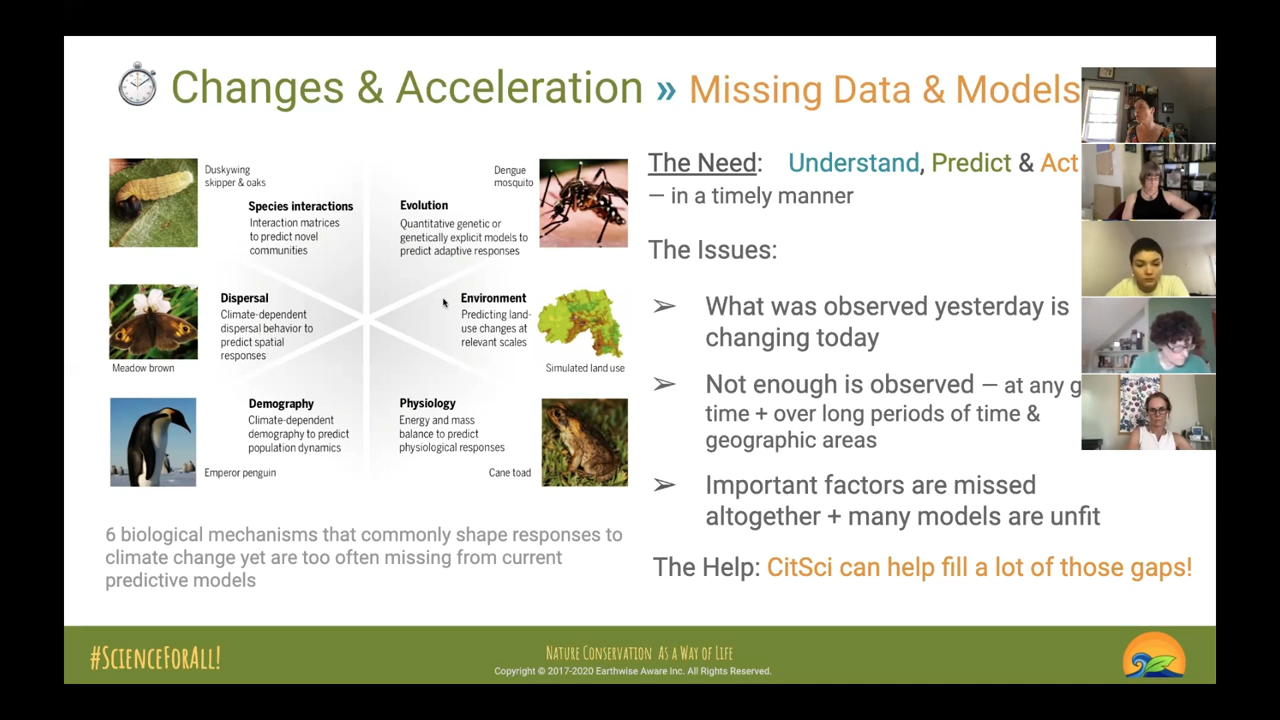 Changes & Acceleration » Missing Data & Models
Duskywing
skipper & oaks
Species interactions
Interaction matrices
to predict novel
communities
Dengue
mosquito
Evolution
Quantitative genetic or
genetically explicit models to
predict adaptive responses
Dispersal
Climate-dependent
dispersal behavior to
predict spatial
responses
Meadow brown
Environment
Predicting land-
use changes at
relevant scales
Simulated land use
Demography
Climate-dependent
demography to predict
population dynamics
Emperor penguin
Physiology
Energy and mass
balance to predict
physiological responses
Cane toad
6 biological mechanisms that commonly shape responses to
climate change yet are too often missing from current
predictive models
The Need: Understand, Predict & Act
— in a timely manner
The Issues:
➢ What was observed yesterday is
changing today
➢ Not enough is observed — at any g
time + over long periods of time &
geographic areas
➢ Important factors are missed
altogether + many models are unfit
The Help: CitSci can help fill a lot of those gaps!
#ScienceForAll!
Nature Conservation As a Way of Life
Copyright © 2017-2020 Earthwise Aware Inc. All Rights Reserved.